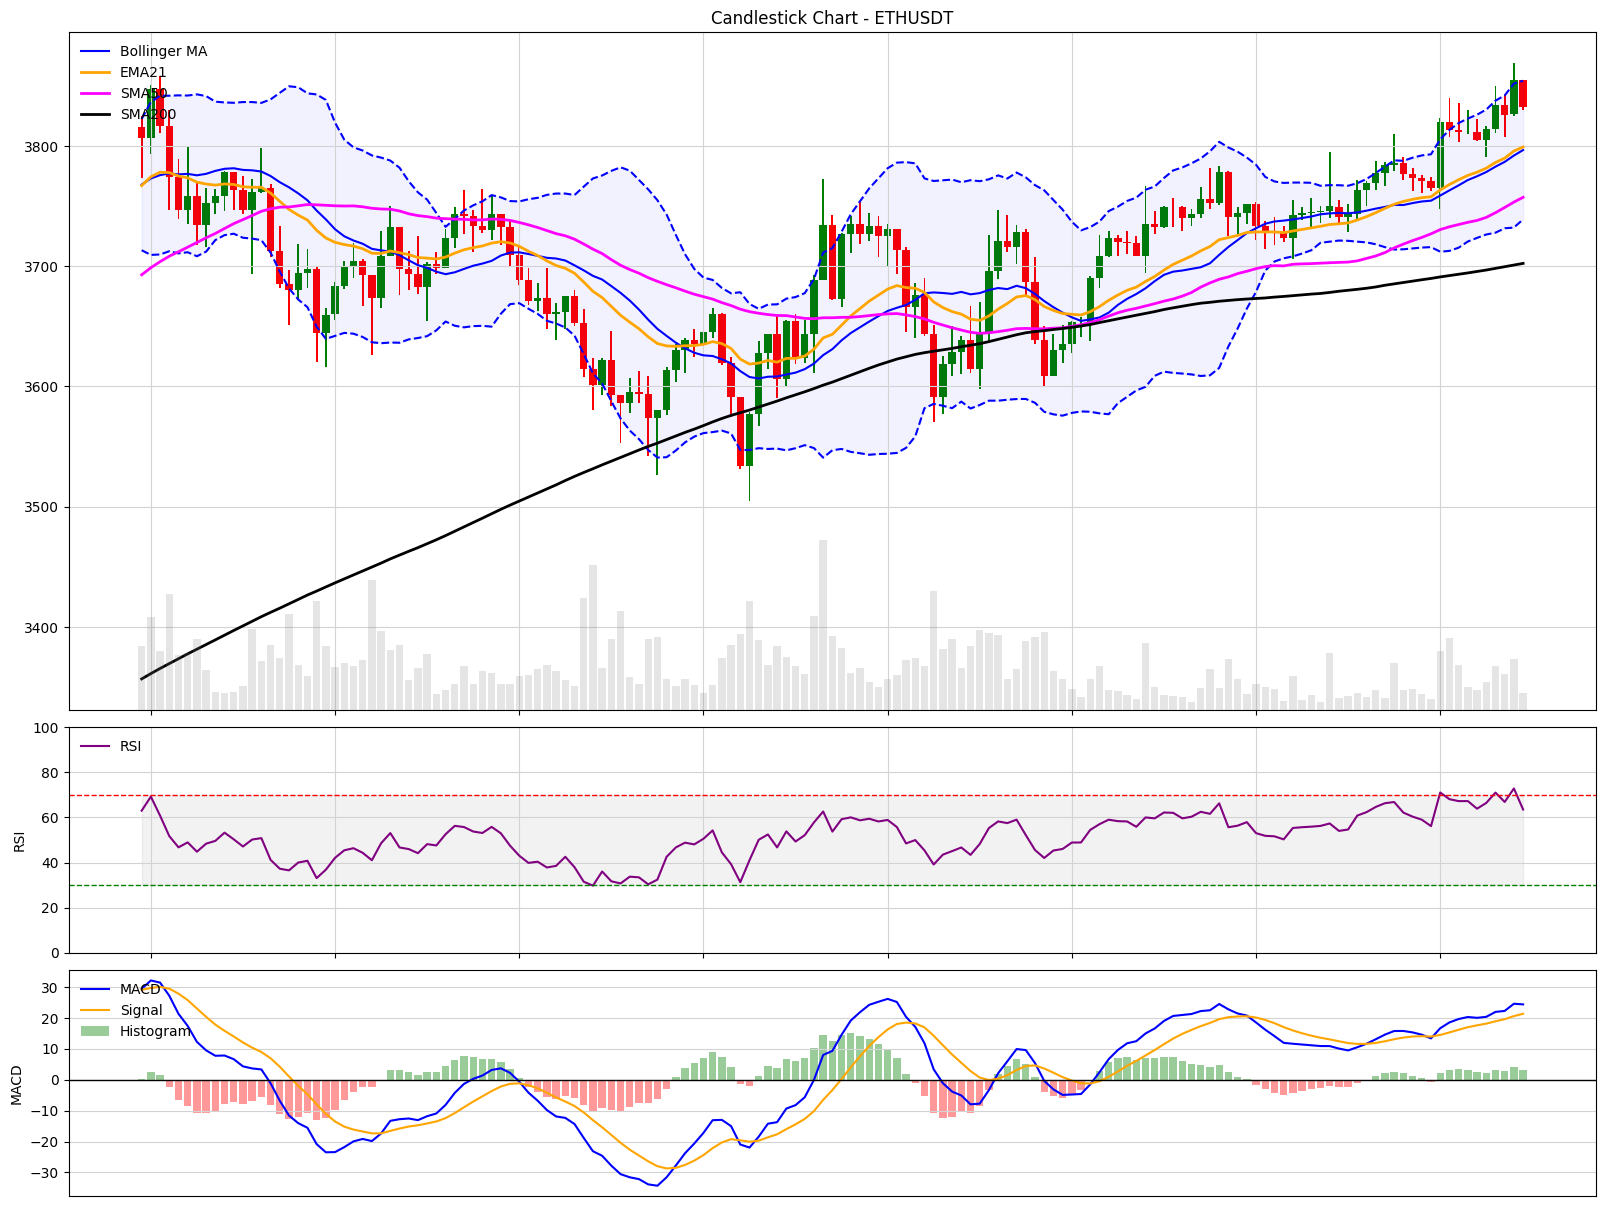 Candlestick Chart - ETHUSDT
Bollinger MA
EMA21
SMA50
SMA200
3800
3700
3600
3500
3400
RSI
100
80
60
40
20
0
RSI
MACD
Signal
Histogram
30
20
10
0
−10
−20
−30
MACD